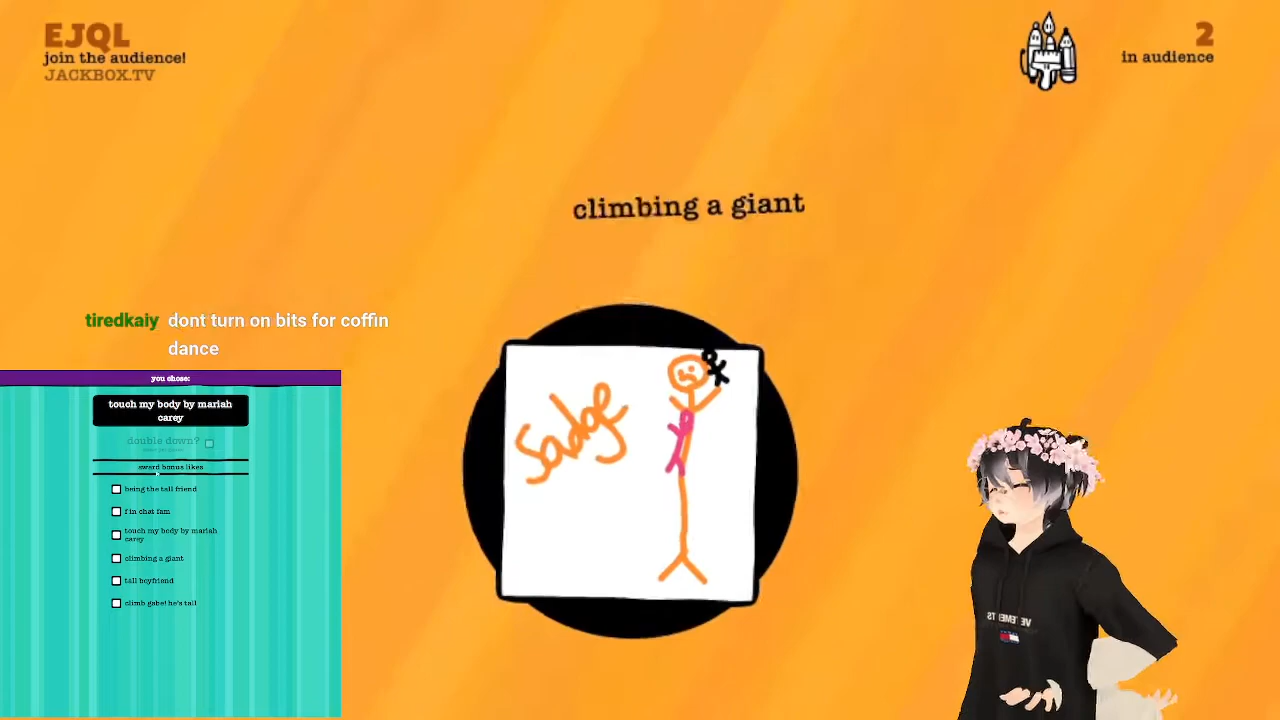 EJQL
join the audience!
JACKBOX.TV
2
in audience
climbing a giant
tiredkaiy dont turn on bits for coffin
dance
you chose:
touch my body by mariah
carey
double down?
award bonus likes
being the tall friend
f in chat fam
touch my body by mariah
carey
climbing a giant
tall boyfriend
climb gabe! he's tall
Sadge